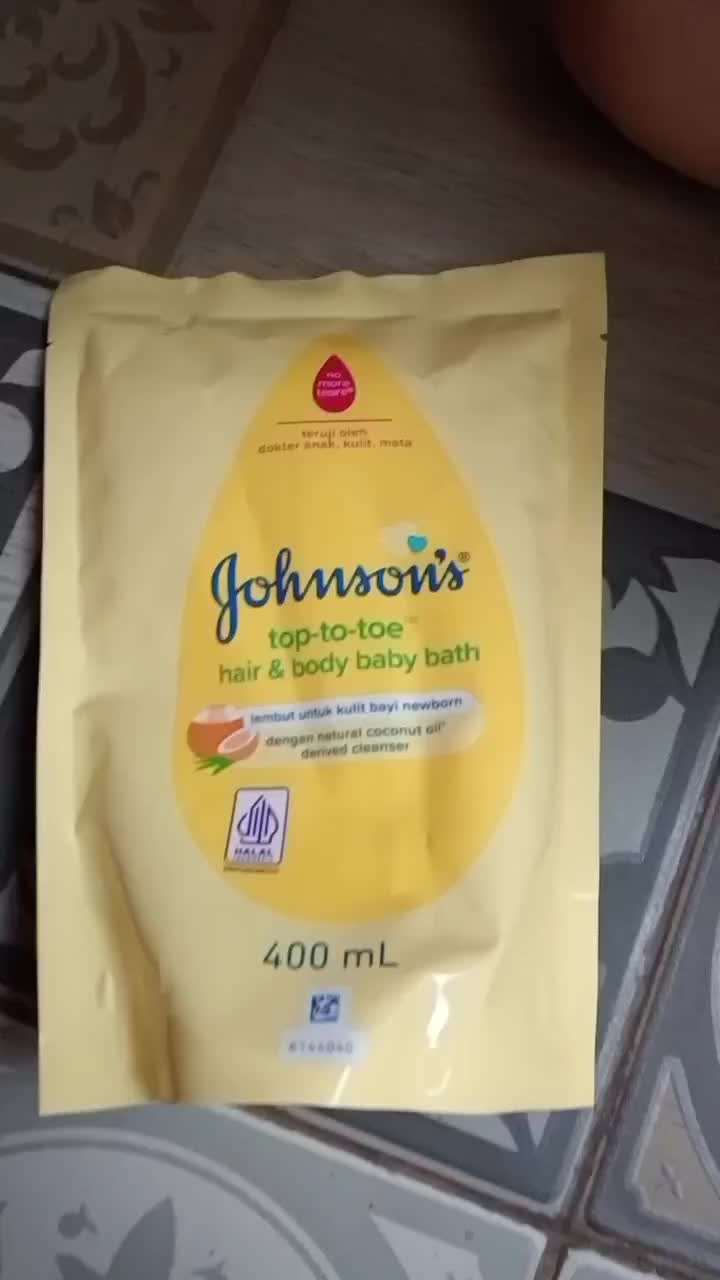 no
more
tears®
teruji oleh
dokter anak, kulit, mata
Johnson's®
top-to-toe™
hair & body baby bath
lembut untuk kulit bayi newborn
dengan natural coconut oil*
derived cleanser
HALAL
400 mL